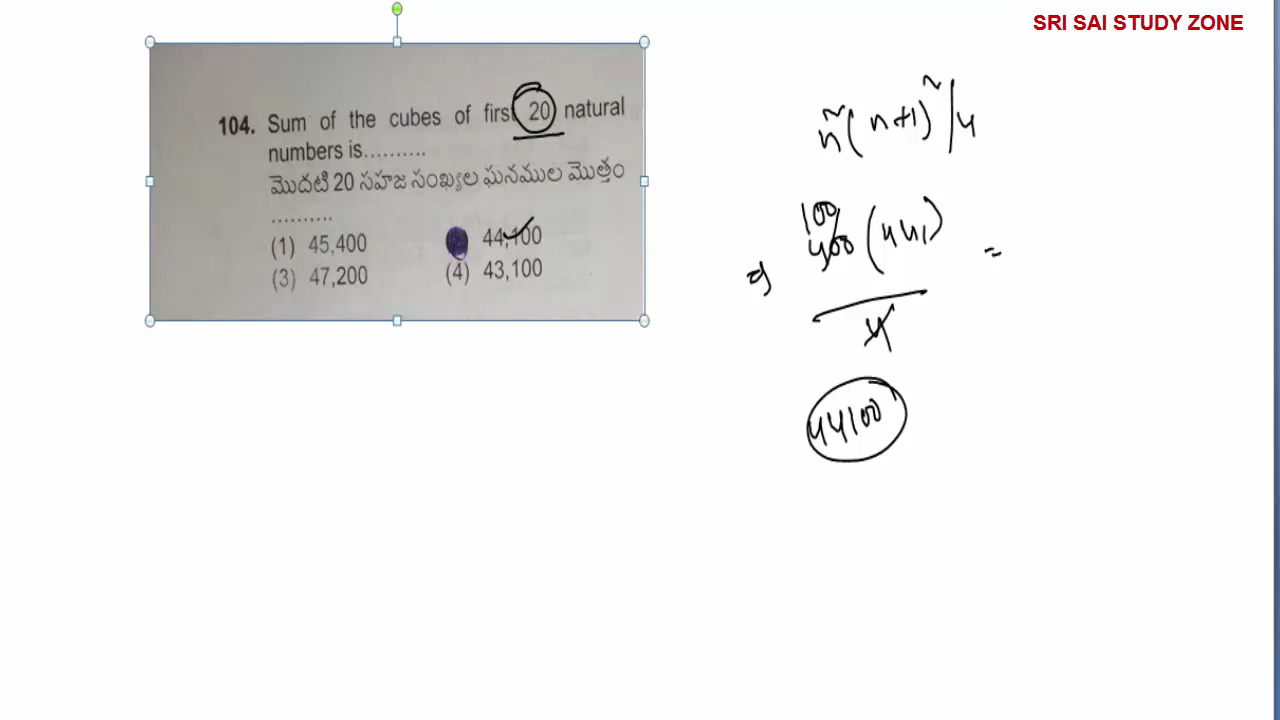 SRI SAI STUDY ZONE
104. Sum of the cubes of first 20 natural
numbers is..........
మొదటి 20 సహజ సంఖ్యల ఘనముల మొత్తం
..........
(1) 45,400 44,100
(3) 47,200 (4) 43,100
n²(n+1)²/4
100
⇒ 400 (441) =
4
44100